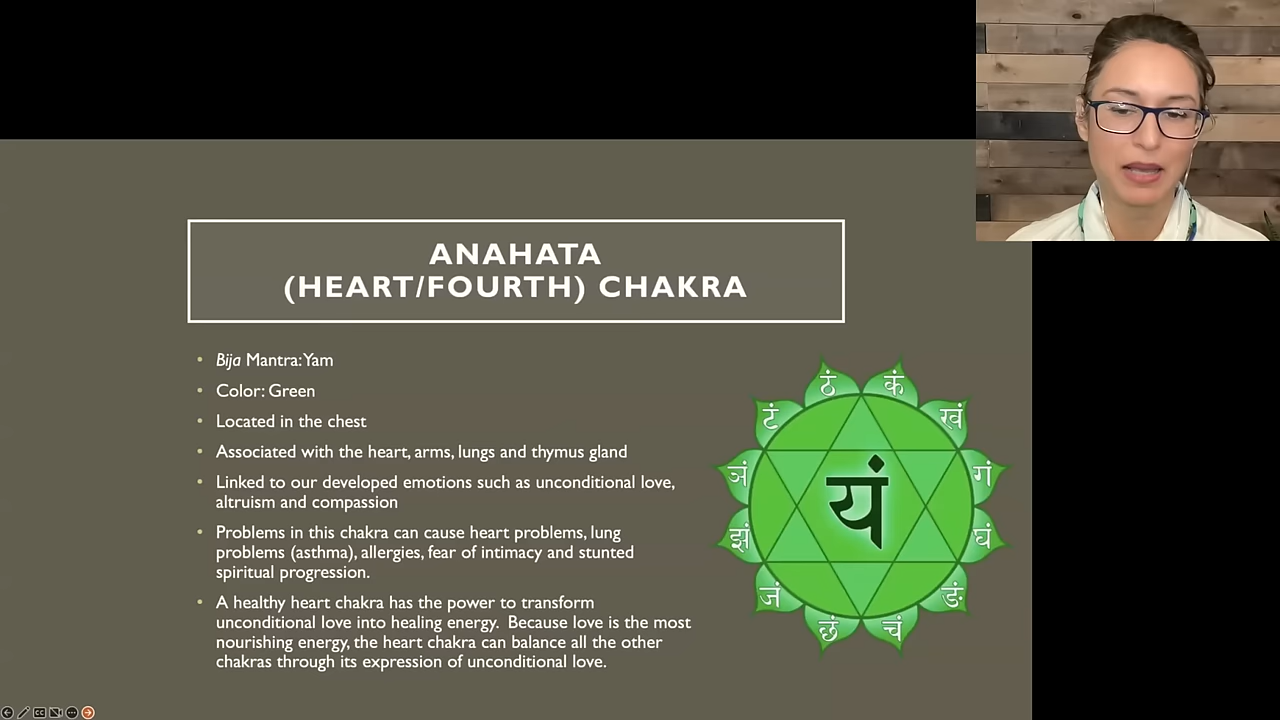 ANAHATA
(HEART/FOURTH) CHAKRA
• Bija Mantra: Yam
• Color: Green
• Located in the chest
• Associated with the heart, arms, lungs and thymus gland
• Linked to our developed emotions such as unconditional love,
altruism and compassion
• Problems in this chakra can cause heart problems, lung
problems (asthma), allergies, fear of intimacy and stunted
spiritual progression.
• A healthy heart chakra has the power to transform
unconditional love into healing energy. Because love is the most
nourishing energy, the heart chakra can balance all the other
chakras through its expression of unconditional love.
ठं
कं
टं
खं
ञं
गं
यं
झं
घं
जं
ङं
छं
चं
CC